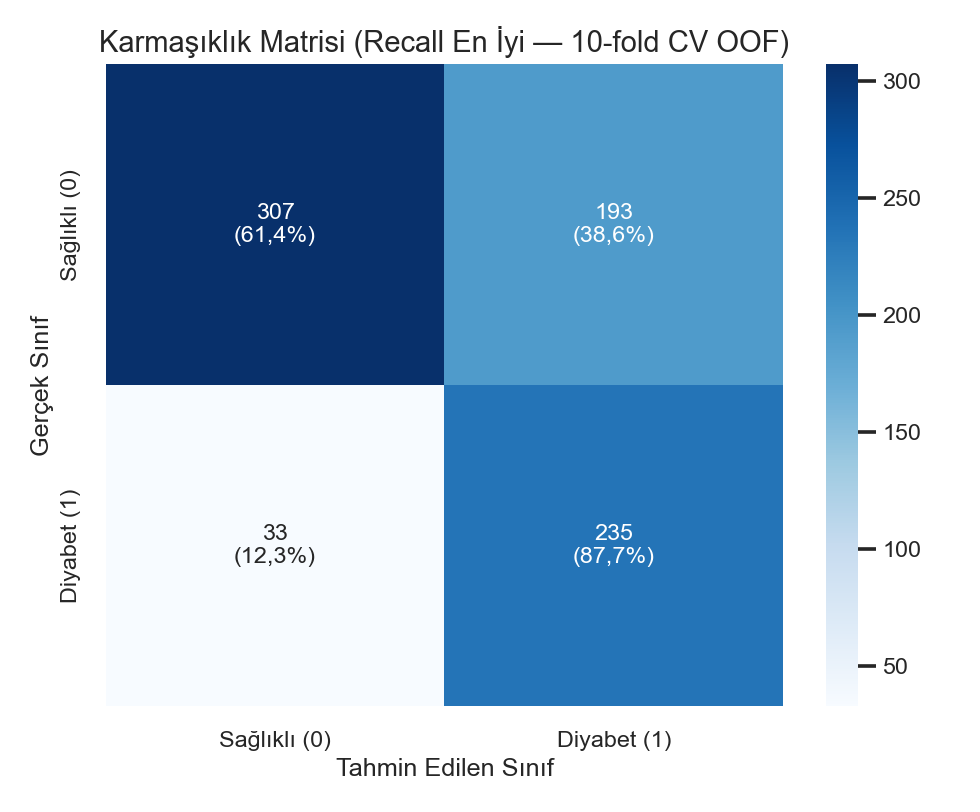 Karmaşıklık Matrisi (Recall En İyi — 10-fold CV OOF)
Gerçek Sınıf
Sağlıklı (0)
Diyabet (1)
307
(61,4%)
193
(38,6%)
33
(12,3%)
235
(87,7%)
Sağlıklı (0)
Diyabet (1)
Tahmin Edilen Sınıf
300
250
200
150
100
50